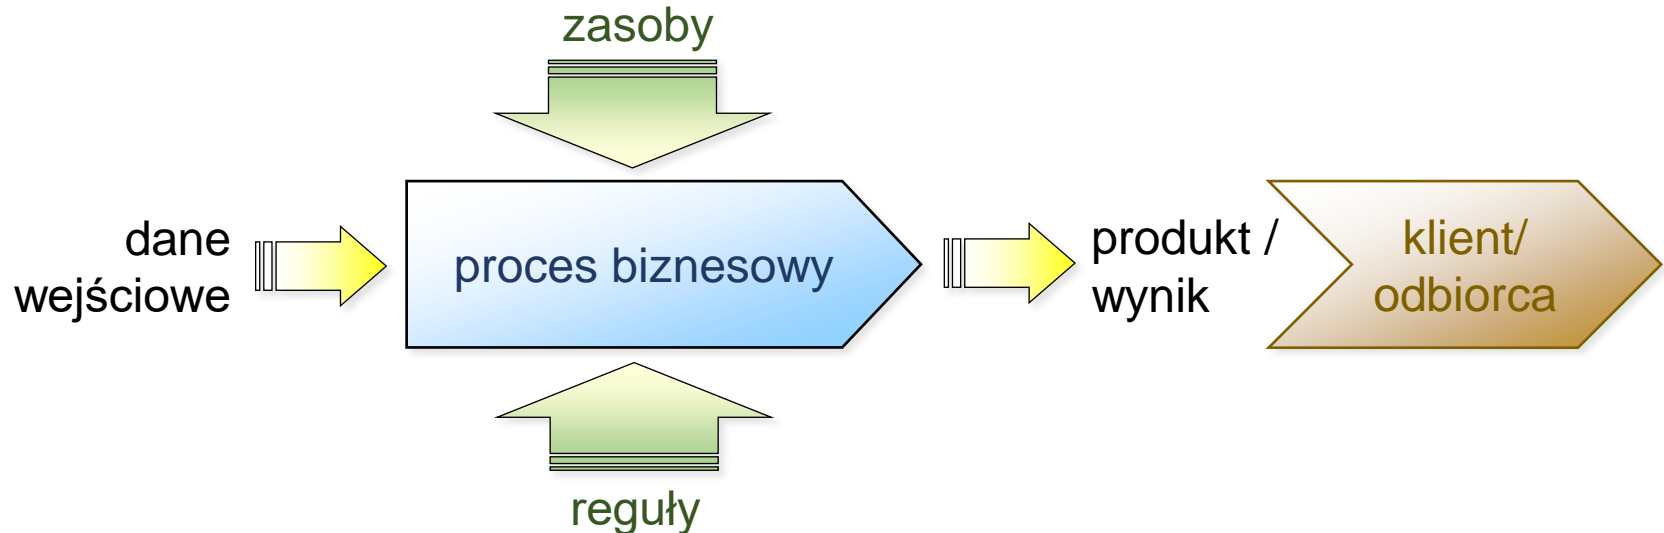 zasoby
dane
wejściowe
proces biznesowy
produkt /
wynik
klient/
odbiorca
reguły